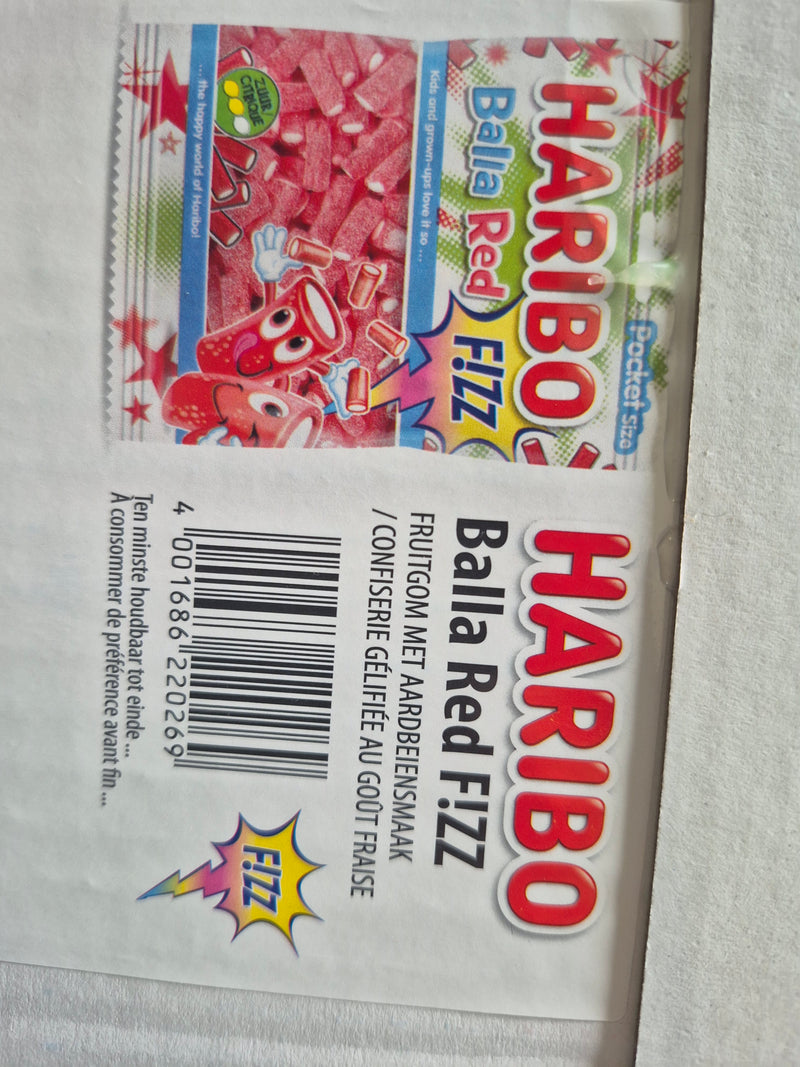 HARIBO
Balla Red F!ZZ
Pocket size
Kids and grown-ups love it so ...
ZUUR/
CITRIQUE
... the happy world of Haribo!
HARIBO
Balla Red F!ZZ
FRUITGOM MET AARDBEIENSMAAK
/ CONFISERIE GÉLIFIÉE AU GOÛT FRAISE
4 001686 220269
F!ZZ
Ten minste houdbaar tot einde ...
À consommer de préférence avant fin ...